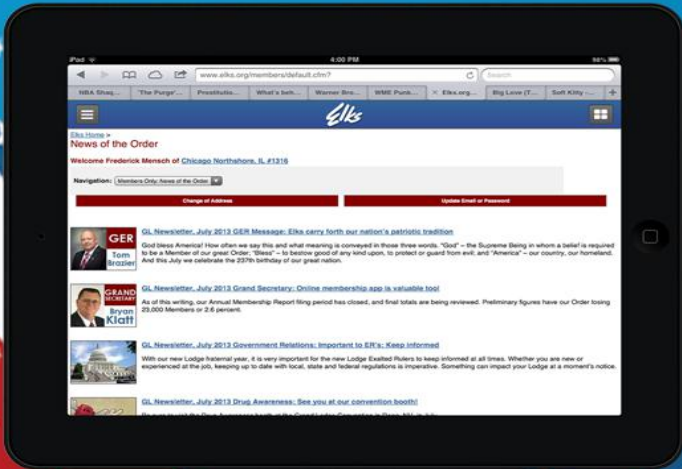 iPad
4:00 PM
98%
www.elks.org/members/default.cfm?
Search
NBA Shaq...
'The Purge'...
Prostitutio...
What's beh...
Warner Bro...
WME Punk...
Elks.org...
Big Love (T...
Soft Kitty -...
Elks
Elks Home >
News of the Order
Welcome Frederick Mensch of Chicago Northshore, IL #1316
Navigation: Members Only: News of the Order
Change of Address
Update Email or Password
GER
Tom
Brazier
GL Newsletter, July 2013 GER Message: Elks carry forth our nation's patriotic tradition
God bless America! How often we say this and what meaning is conveyed in those three words. "God" – the Supreme Being in whom a belief is required
to be a Member of our great Order; "Bless" – to bestow good of any kind upon, to protect or guard from evil; and "America" – our country, our homeland.
And this July we celebrate the 237th birthday of our great nation.
GRAND
SECRETARY
Bryan
Klatt
GL Newsletter, July 2013 Grand Secretary: Online membership app is valuable tool
As of this writing, our Annual Membership Report filing period has closed, and final totals are being reviewed. Preliminary figures have our Order losing
23,000 Members or 2.6 percent.
GL Newsletter, July 2013 Government Relations: Important to ER's: Keep informed
With our new Lodge fraternal year, it is very important for the new Lodge Exalted Rulers to keep informed at all times. Whether you are new or
experienced at the job, keeping up to date with local, state and federal regulations is imperative. Something can impact your Lodge at a moment's notice.
GL Newsletter, July 2013 Drug Awareness: See you at our convention booth!